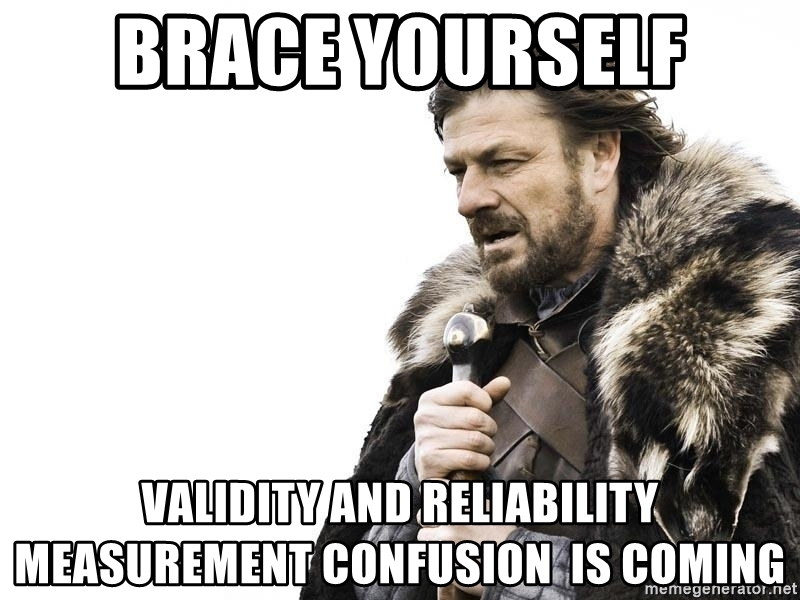 BRACE YOURSELF
VALIDITY AND RELIABILITY
MEASUREMENT CONFUSION IS COMING
memegenerator.net